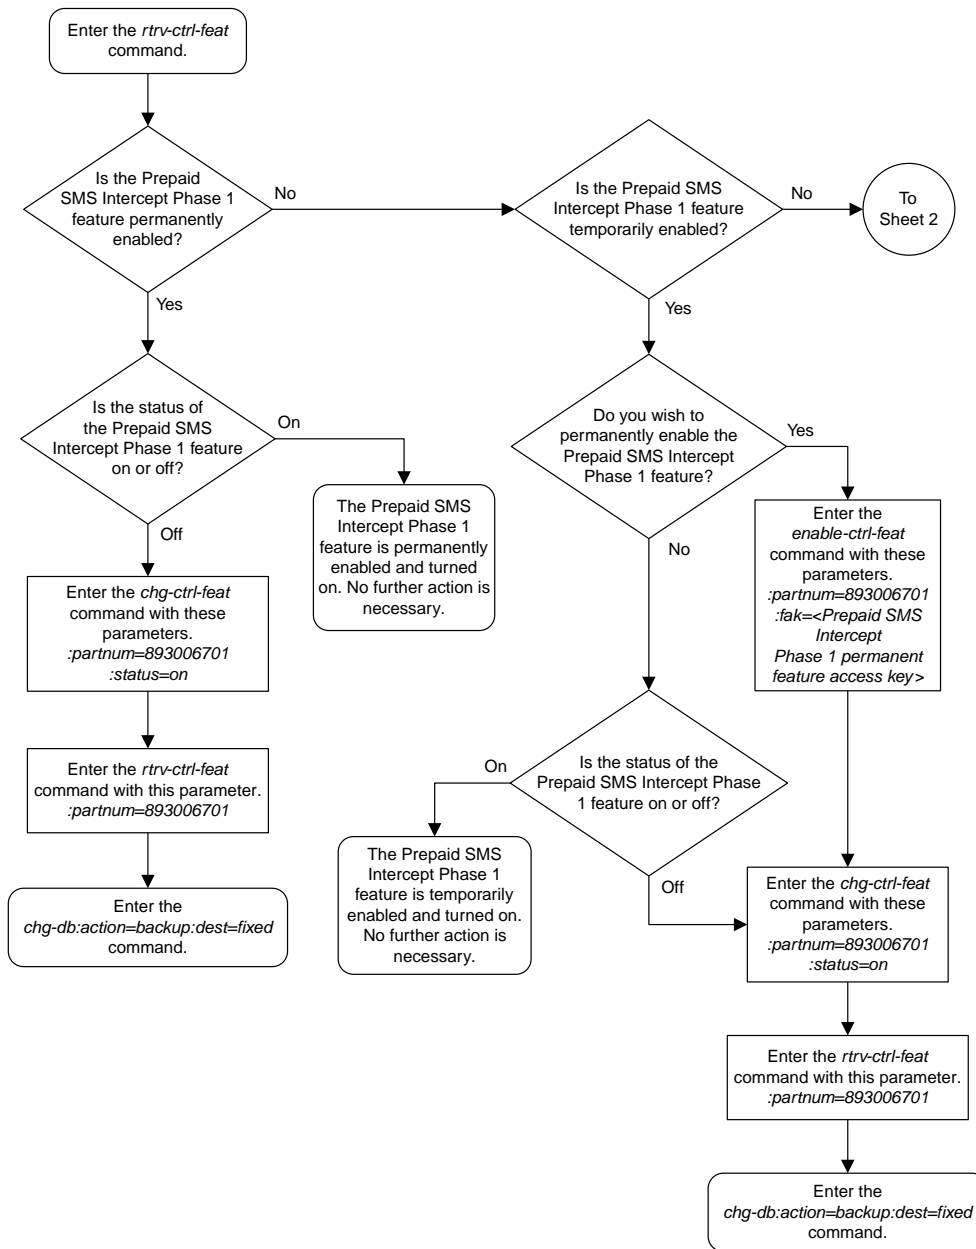 Enter the rtrv-ctrl-feat
command.
Is the Prepaid
SMS Intercept Phase 1
feature permanently
enabled?
No
Is the Prepaid SMS
Intercept Phase 1 feature
temporarily enabled?
No
To
Sheet 2
Yes
Yes
Is the status of
the Prepaid SMS
Intercept Phase 1 feature
on or off?
On
The Prepaid SMS
Intercept Phase 1
feature is permanently
enabled and turned
on. No further action is
necessary.
Off
Do you wish to
permanently enable the
Prepaid SMS Intercept
Phase 1 feature?
Yes
No
Enter the
enable-ctrl-feat
command with these
parameters.
:partnum=893006701
:fak=<Prepaid SMS
Intercept
Phase 1 permanent
feature access key>
Enter the chg-ctrl-feat
command with these
parameters.
:partnum=893006701
:status=on
Enter the rtrv-ctrl-feat
command with this parameter.
:partnum=893006701
Enter the
chg-db:action=backup:dest=fixed
command.
Is the status of the
Prepaid SMS Intercept Phase
1 feature on or off?
On
The Prepaid SMS
Intercept Phase 1
feature is temporarily
enabled and turned on.
No further action is
necessary.
Off
Enter the chg-ctrl-feat
command with these
parameters.
:partnum=893006701
:status=on
Enter the rtrv-ctrl-feat
command with this parameter.
:partnum=893006701
Enter the
chg-db:action=backup:dest=fixed
command.